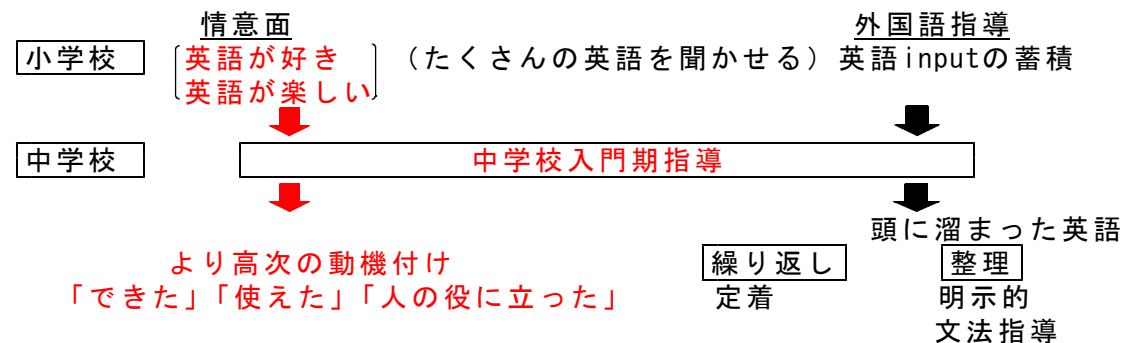 情意面 外国語指導
小学校 英語が好き (たくさんの英語を聞かせる) 英語inputの蓄積
英語が楽しい
中学校 中学校入門期指導
頭に溜まった英語
より高次の動機付け 繰り返し 整理
「できた」「使えた」「人の役に立った」 定着 明示的
文法指導